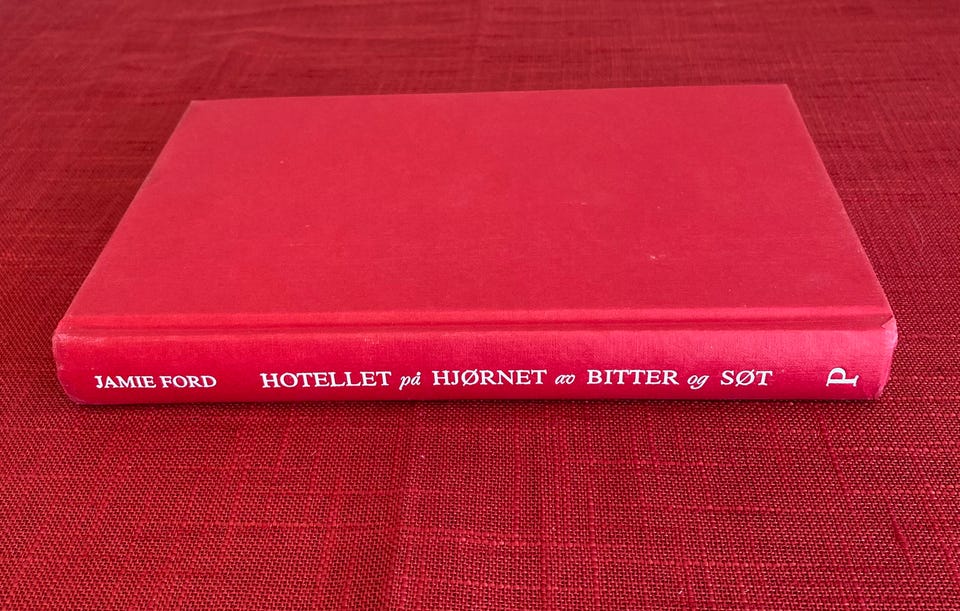 JAMIE FORD HOTELLET på HJØRNET av BITTER og SØT P